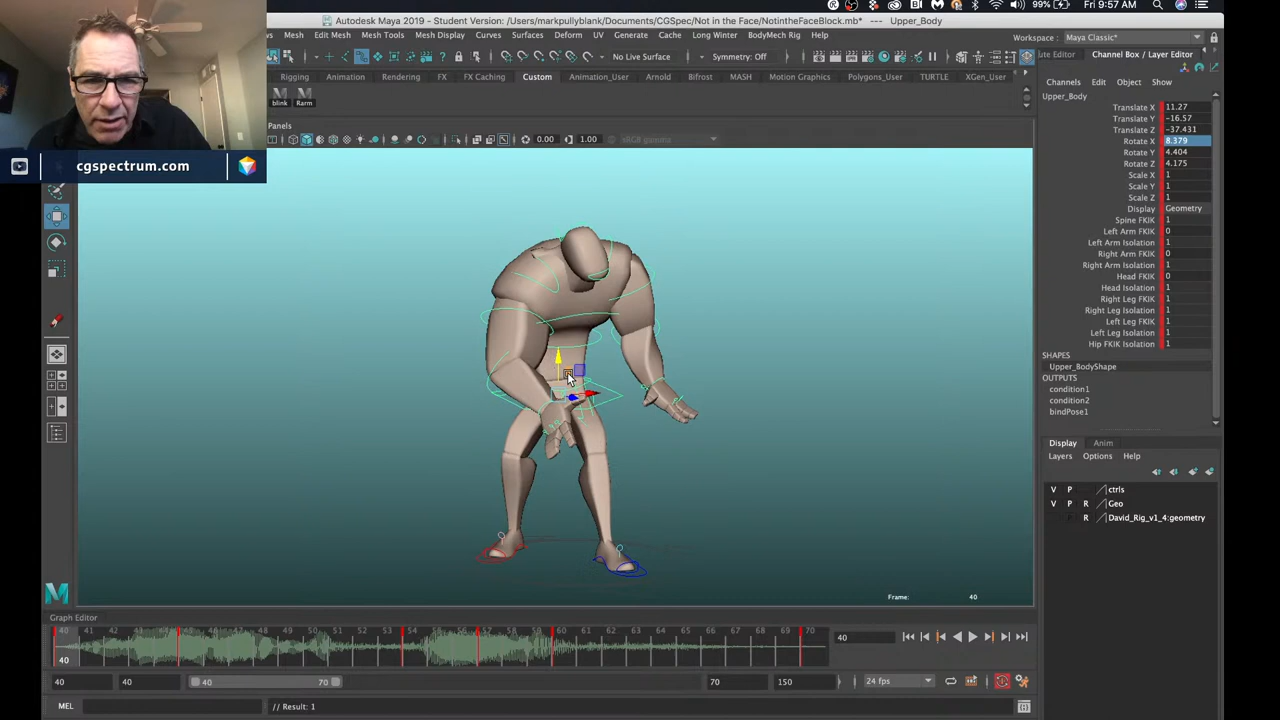 Autodesk Maya 2019 - Student Version: /Users/markpullyblank/Documents/CGSpec/Not in the Face/NotintheFaceBlock.mb* --- Upper_Body
99%
Fri 9:57 AM
Mesh Edit Mesh Mesh Tools Mesh Display Curves Surfaces Deform UV Generate Cache Long Winter BodyMech Rig Help
Workspace: Maya Classic*
No Live Surface
Symmetry: Off
Channel Box / Layer Editor
Rigging Animation Rendering FX FX Caching Custom Animation_User Arnold Bifrost MASH Motion Graphics Polygons_User TURTLE XGen_User
blink Rarm
Panels
0.00 1.00 sRGB gamma
cgspectrum.com
Channels Edit Object Show
Upper_Body
Translate X 11.27
Translate Y -16.57
Translate Z -37.431
Rotate X 8.379
Rotate Y 4.404
Rotate Z 4.175
Scale X 1
Scale Y 1
Scale Z 1
Display Geometry
Spine FKIK 1
Left Arm FKIK 0
Left Arm Isolation 1
Right Arm FKIK 0
Right Arm Isolation 1
Head FKIK 0
Head Isolation 1
Right Leg FKIK 1
Right Leg Isolation 1
Left Leg FKIK 1
Left Leg Isolation 1
Hip FKIK Isolation 1
SHAPES
Upper_BodyShape
OUTPUTS
condition1
condition2
bindPose1
Display Anim
Layers Options Help
V P ctrls
V P R Geo
P R David_Rig_v1_4:geometry
Frame: 40
Graph Editor
40 41 42 43 44 45 46 47 48 49 50 51 52 53 54 55 56 57 58 59 60 61 62 63 64 65 66 67 68 69 70
40
40
40 40 40 70 70 150 24 fps
MEL // Result: 1